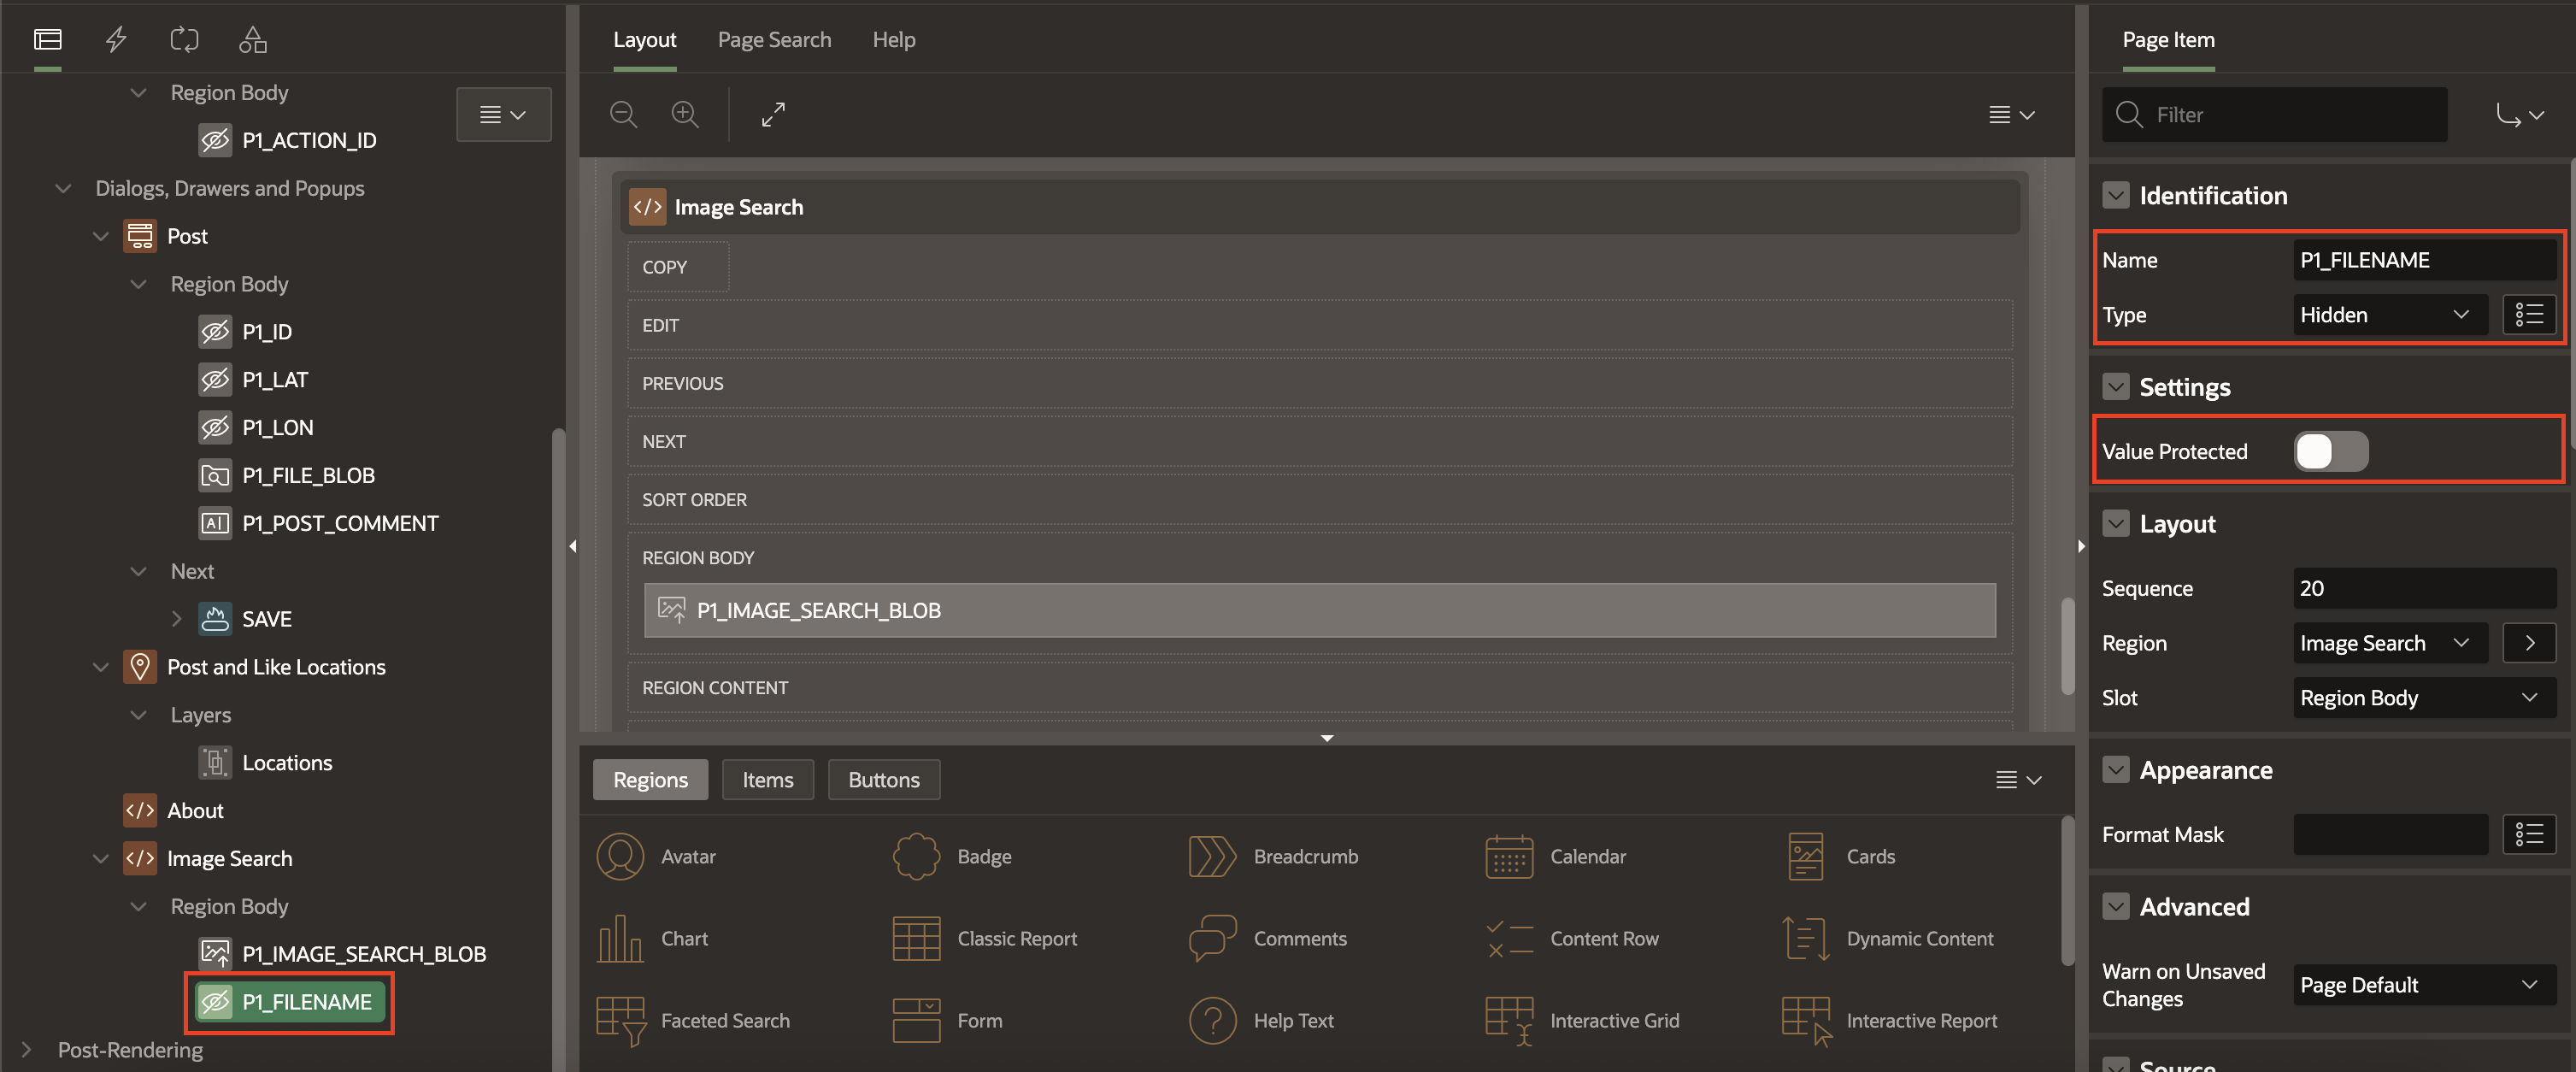 Region Body
P1_ACTION_ID
Dialogs, Drawers and Popups
Post
Region Body
P1_ID
P1_LAT
P1_LON
P1_FILE_BLOB
P1_POST_COMMENT
Next
SAVE
Post and Like Locations
Layers
Locations
About
Image Search
Region Body
P1_IMAGE_SEARCH_BLOB
P1_FILENAME
Post-Rendering
Layout Page Search Help
Image Search
COPY
EDIT
PREVIOUS
NEXT
SORT ORDER
REGION BODY
P1_IMAGE_SEARCH_BLOB
REGION CONTENT
Regions Items Buttons
Avatar Badge Breadcrumb Calendar Cards
Chart Classic Report Comments Content Row Dynamic Content
Faceted Search Form Help Text Interactive Grid Interactive Report
Page Item
Filter
Identification
Name P1_FILENAME
Type Hidden
Settings
Value Protected
Layout
Sequence 20
Region Image Search
Slot Region Body
Appearance
Format Mask
Advanced
Warn on Unsaved
Changes Page Default
Source